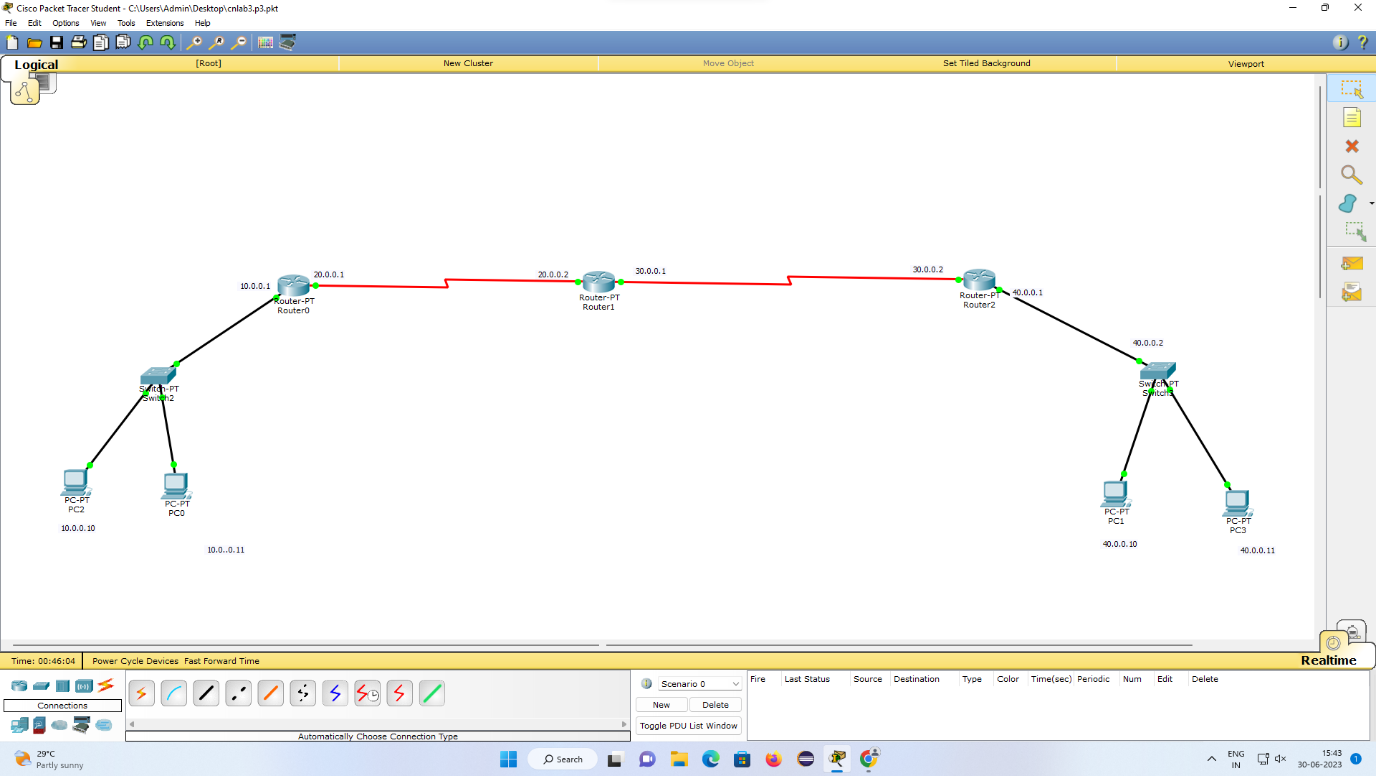 Cisco Packet Tracer Student - C:\Users\Admin\Desktop\cnlab3.p3.pkt
File Edit Options View Tools Extensions Help
Logical [Root] New Cluster Move Object Set Tiled Background Viewport
20.0.0.1 20.0.0.2 30.0.0.1 30.0.0.2
10.0.0.1 40.0.0.1
Router-PT
Router0
Router-PT
Router1
Router-PT
Router2
40.0.0.2
Switch-PT
Switch2
Switch-PT
Switch3
PC-PT
PC2
10.0.0.10
PC-PT
PC0
10.0..0.11
PC-PT
PC1
40.0.0.10
PC-PT
PC3
40.0.0.11
Realtime
Time: 00:46:04 Power Cycle Devices Fast Forward Time
Connections
Automatically Choose Connection Type
Scenario 0
New Delete
Toggle PDU List Window
Fire Last Status Source Destination Type Color Time(sec) Periodic Num Edit Delete
29°C
Partly sunny
Search
ENG
IN
15:43
30-06-2023
1